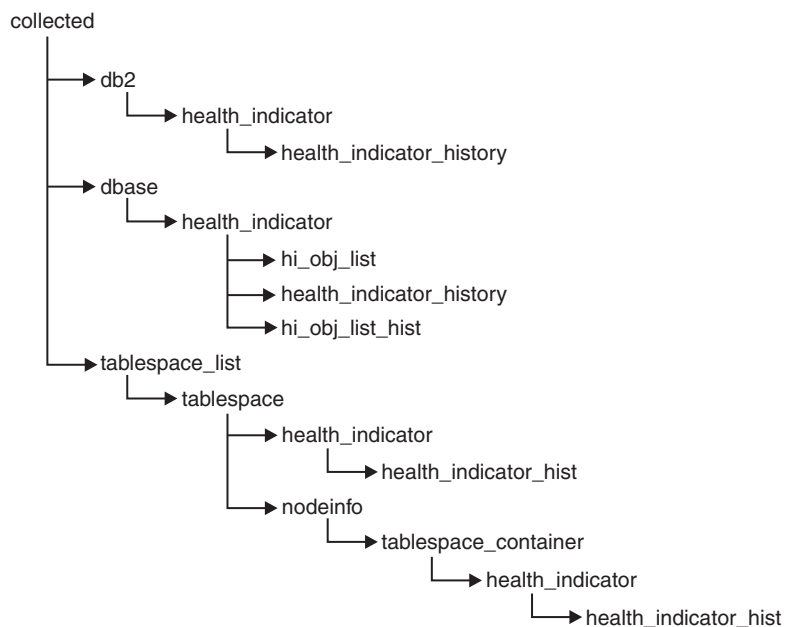 collected
db2
health_indicator
health_indicator_history
dbase
health_indicator
hi_obj_list
health_indicator_history
hi_obj_list_hist
tablespace_list
tablespace
health_indicator
health_indicator_hist
nodeinfo
tablespace_container
health_indicator
health_indicator_hist